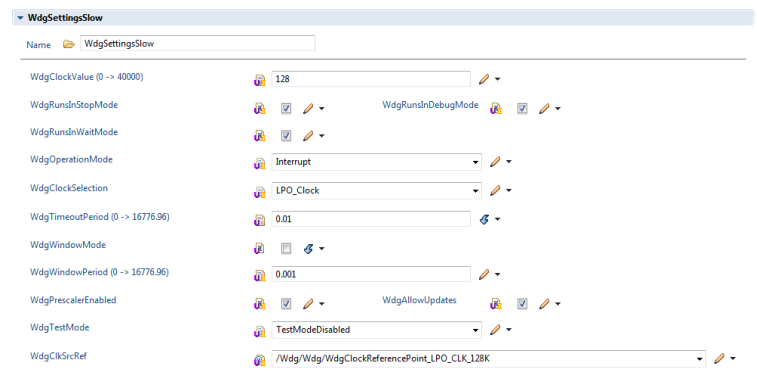 WdgSettingsSlow
Name WdgSettingsSlow
WdgClockValue (0 -> 40000) 128
WdgRunsInStopMode WdgRunsInDebugMode
WdgRunsInWaitMode
WdgOperationMode Interrupt
WdgClockSelection LPO_Clock
WdgTimeoutPeriod (0 -> 16776.96) 0.01
WdgWindowMode
WdgWindowPeriod (0 -> 16776.96) 0.001
WdgPrescalerEnabled WdgAllowUpdates
WdgTestMode TestModeDisabled
WdgClkSrcRef /Wdg/Wdg/WdgClockReferencePoint_LPO_CLK_128K